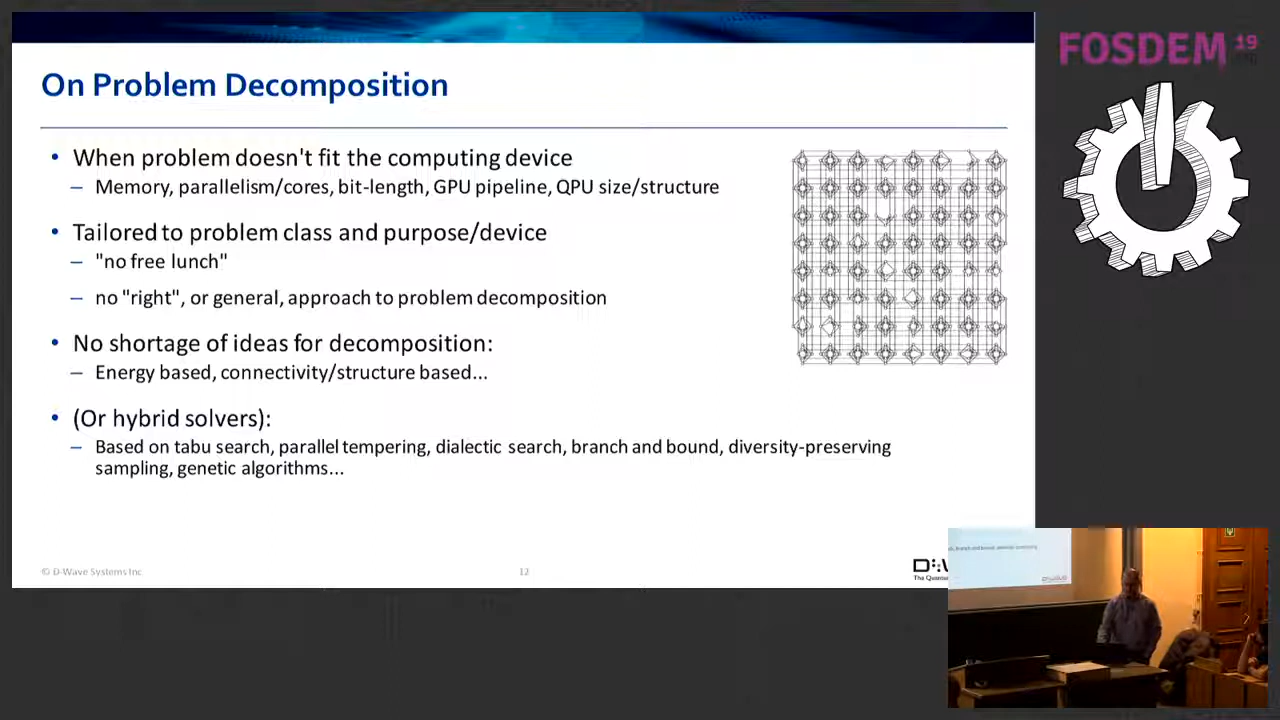 On Problem Decomposition
• When problem doesn't fit the computing device
– Memory, parallelism/cores, bit-length, GPU pipeline, QPU size/structure
• Tailored to problem class and purpose/device
– "no free lunch"
– no "right", or general, approach to problem decomposition
• No shortage of ideas for decomposition:
– Energy based, connectivity/structure based...
• (Or hybrid solvers):
– Based on tabu search, parallel tempering, dialectic search, branch and bound, diversity-preserving
sampling, genetic algorithms...
© D-Wave Systems Inc
12
The
FOSDEM 19